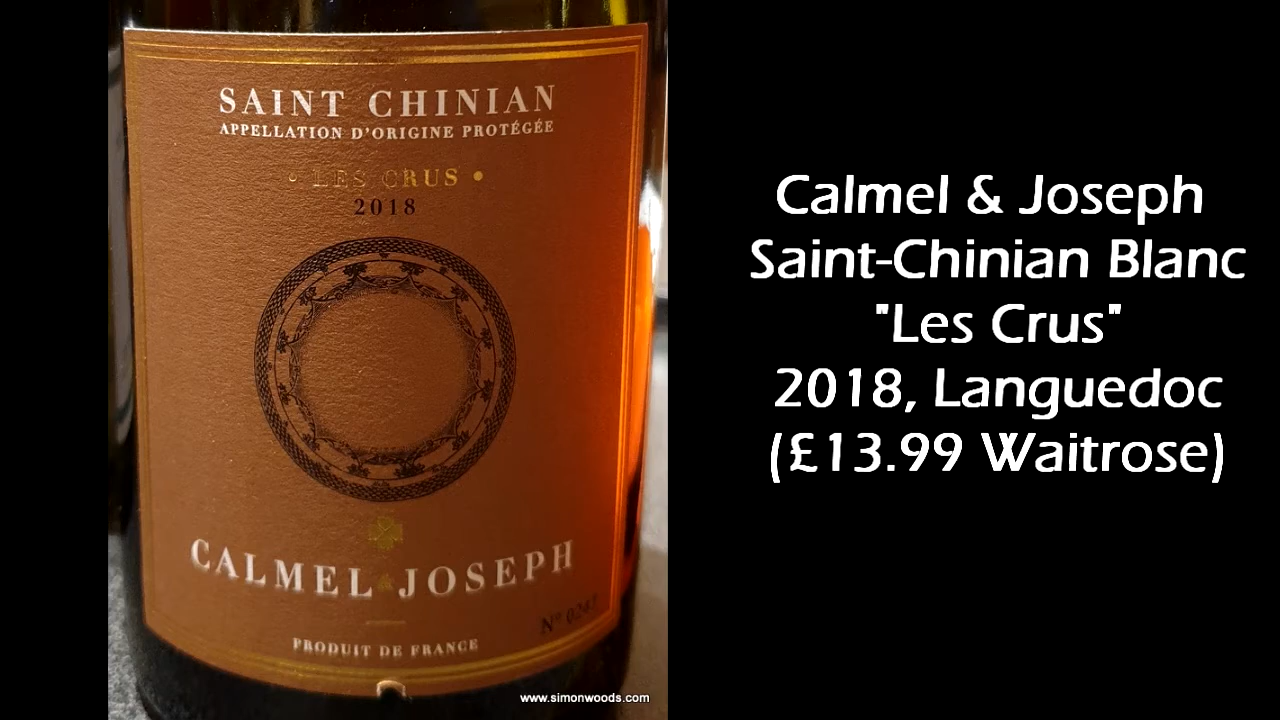 SAINT CHINIAN
APPELLATION D'ORIGINE PROTÉGÉE
• LES CRUS •
2018
CALMEL & JOSEPH
PRODUIT DE FRANCE
www.simonwoods.com
Calmel & Joseph
Saint-Chinian Blanc
"Les Crus"
2018, Languedoc
(£13.99 Waitrose)